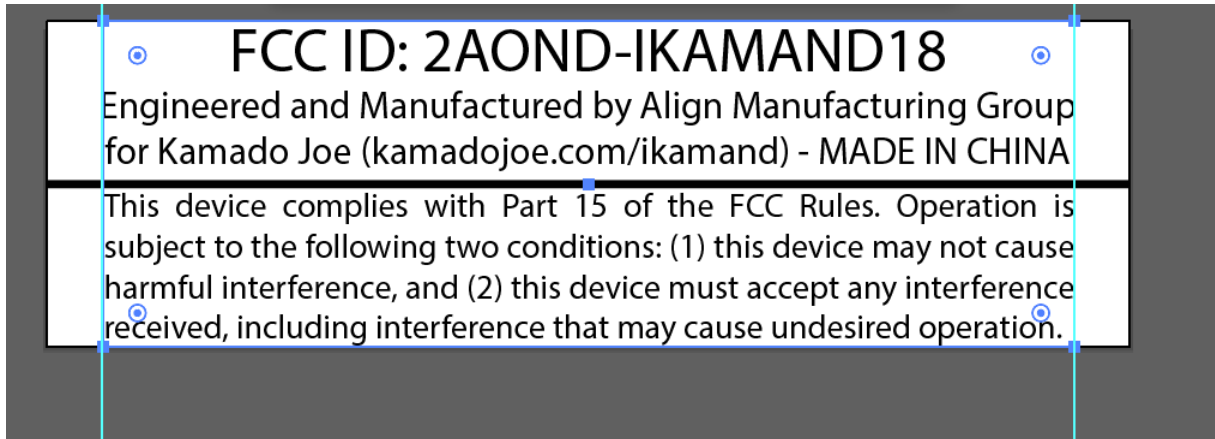 FCC ID: 2AOND-IKAMAND18
Engineered and Manufactured by Align Manufacturing Group
for Kamado Joe (kamadojoe.com/ikamand) - MADE IN CHINA
This device complies with Part 15 of the FCC Rules. Operation is
subject to the following two conditions: (1) this device may not cause
harmful interference, and (2) this device must accept any interference
received, including interference that may cause undesired operation.